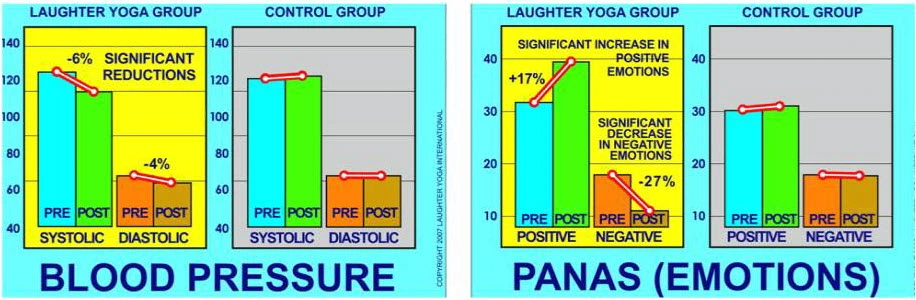 LAUGHTER YOGA GROUP
CONTROL GROUP
140
120
100
80
60
40
-6%
SIGNIFICANT
REDUCTIONS
-4%
PRE POST PRE POST
SYSTOLIC DIASTOLIC
140
120
100
80
60
40
PRE POST PRE POST
SYSTOLIC DIASTOLIC
COPYRIGHT 2007 LAUGHTER YOGA INTERNATIONAL
BLOOD PRESSURE
LAUGHTER YOGA GROUP
CONTROL GROUP
40
30
20
10
SIGNIFICANT INCREASE IN
POSITIVE
EMOTIONS
+17%
SIGNIFICANT
DECREASE
IN NEGATIVE
EMOTIONS
-27%
PRE POST PRE POST
POSITIVE NEGATIVE
40
30
20
10
PRE POST PRE POST
POSITIVE NEGATIVE
PANAS (EMOTIONS)